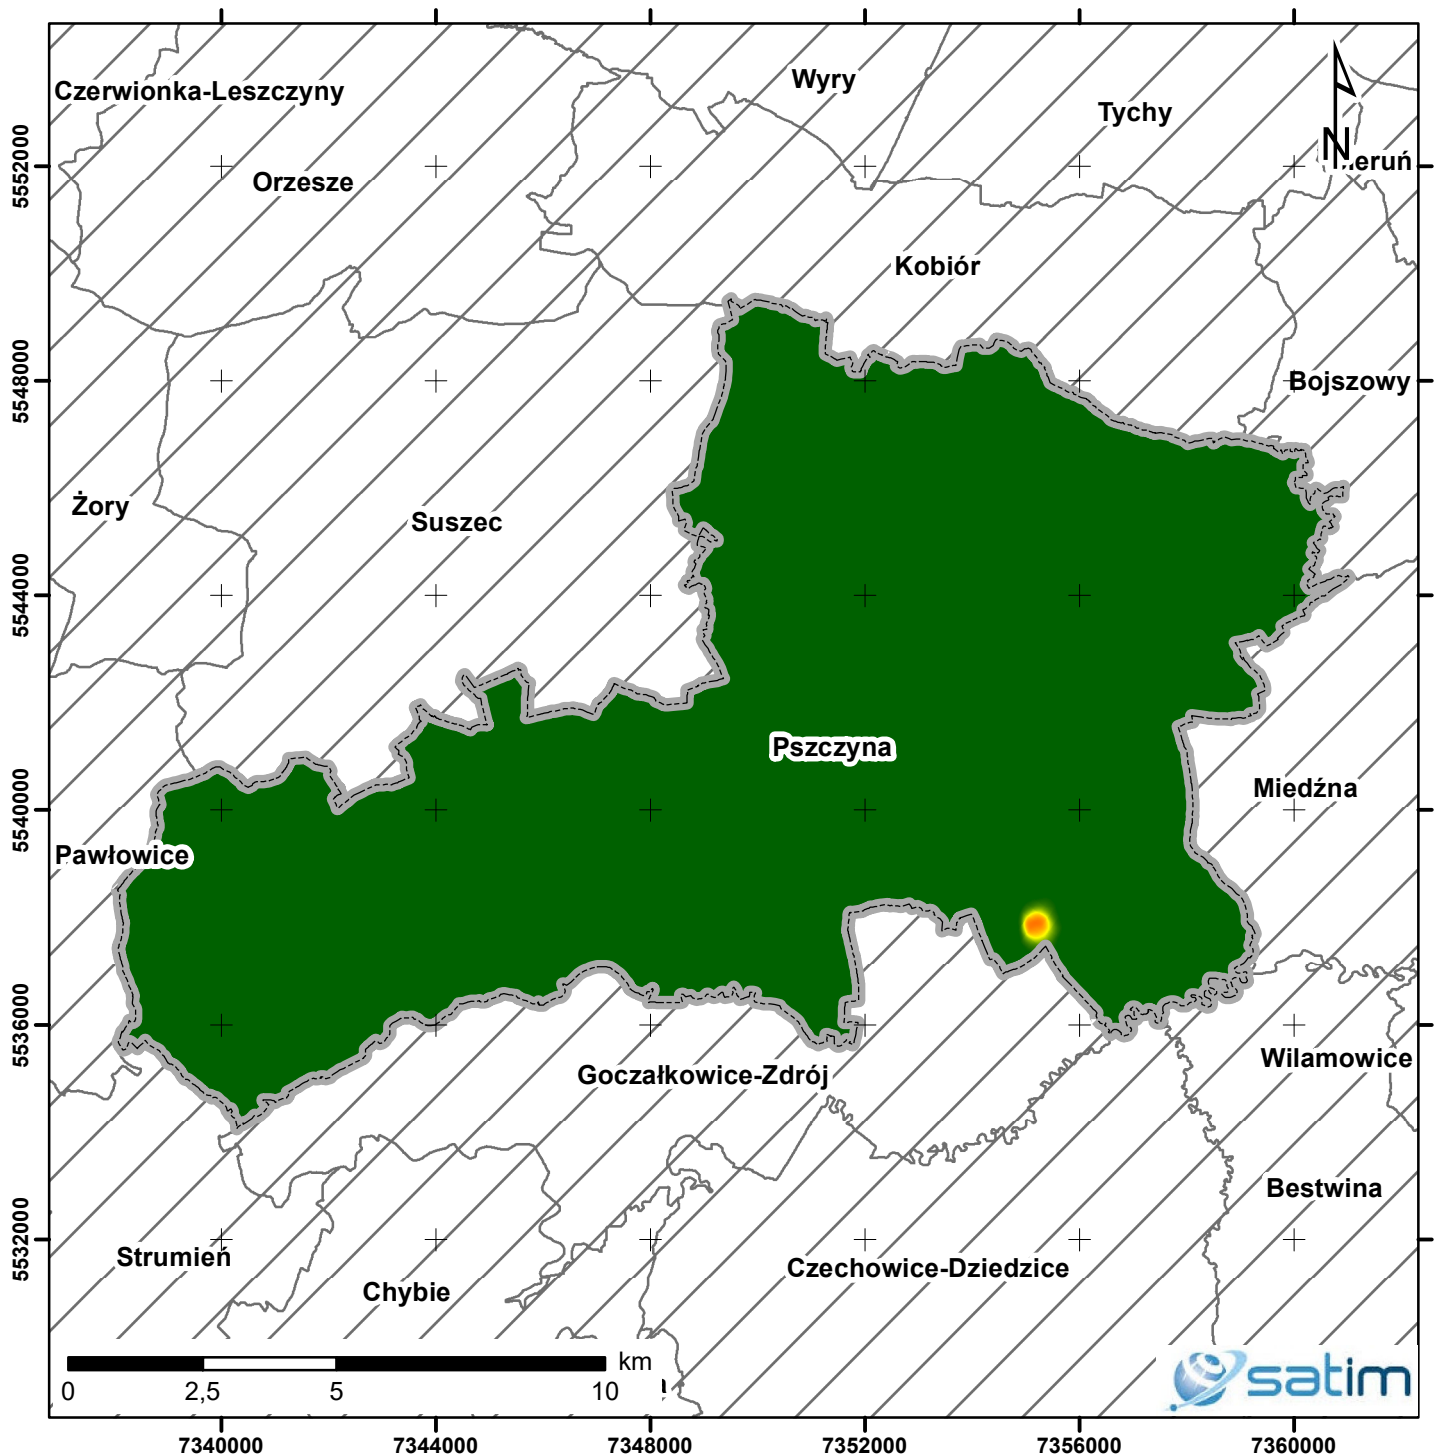 Czerwionka-Leszczyny
Wyry
Tychy
N
ieruń
5552000
Orzesze
Kobiór
5548000
Bojszowy
Żory
Suszec
5544000
Pszczyna
Miedźna
5540000
Pawłowice
5536000
Wilamowice
Goczałkowice-Zdrój
Bestwina
5532000
Strumień
Czechowice-Dziedzice
Chybie
km
0 2,5 5 10
satim
7340000 7344000 7348000 7352000 7356000 7360000